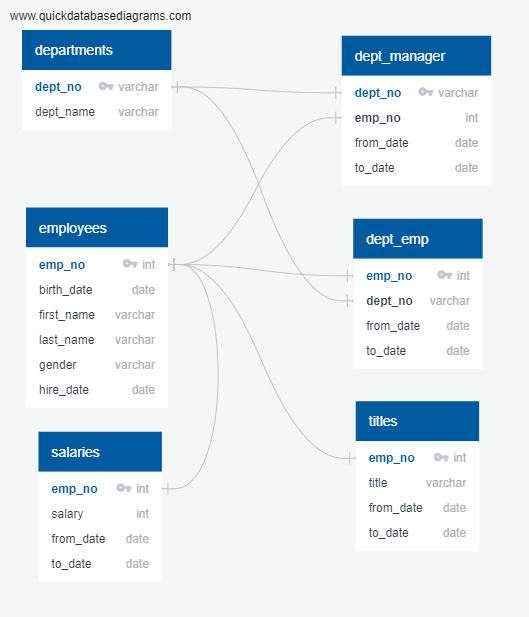 www.quickdatabasediagrams.com
departments
dept_no varchar
dept_name varchar
dept_manager
dept_no varchar
emp_no int
from_date date
to_date date
employees
emp_no int
birth_date date
first_name varchar
last_name varchar
gender varchar
hire_date date
dept_emp
emp_no int
dept_no varchar
from_date date
to_date date
salaries
emp_no int
salary int
from_date date
to_date date
titles
emp_no int
title varchar
from_date date
to_date date